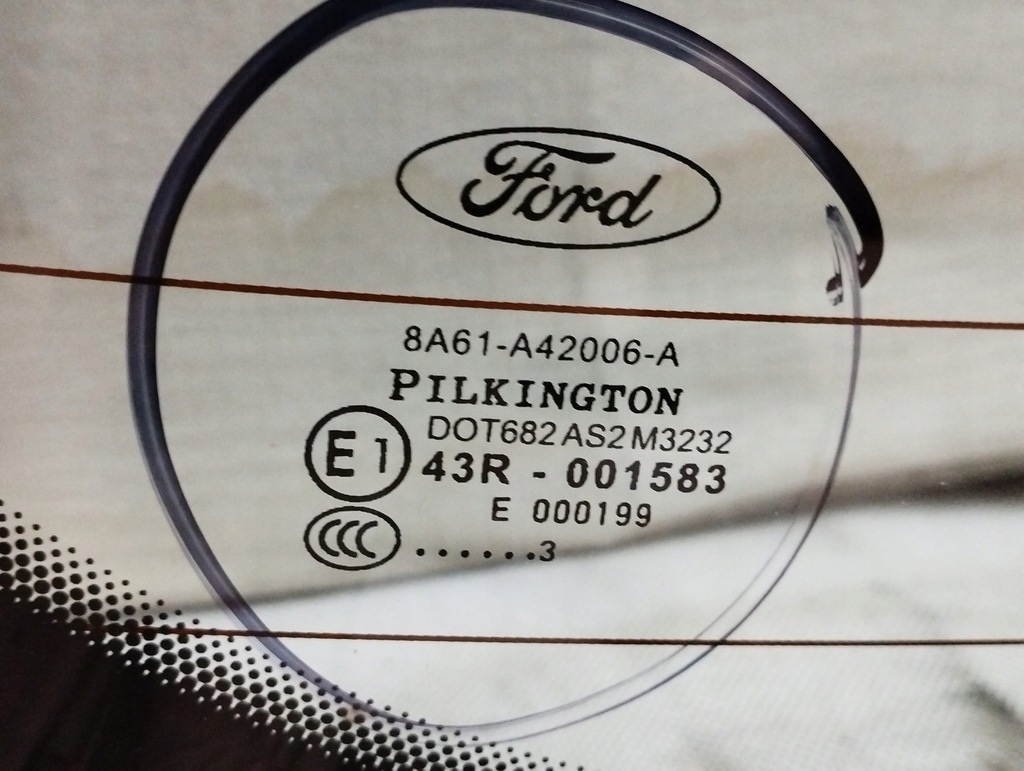 Ford
8A61-A42006-A
PILKINGTON
DOT682 AS2 M3232
E1 43R - 001583
E 000199
CCC .......3